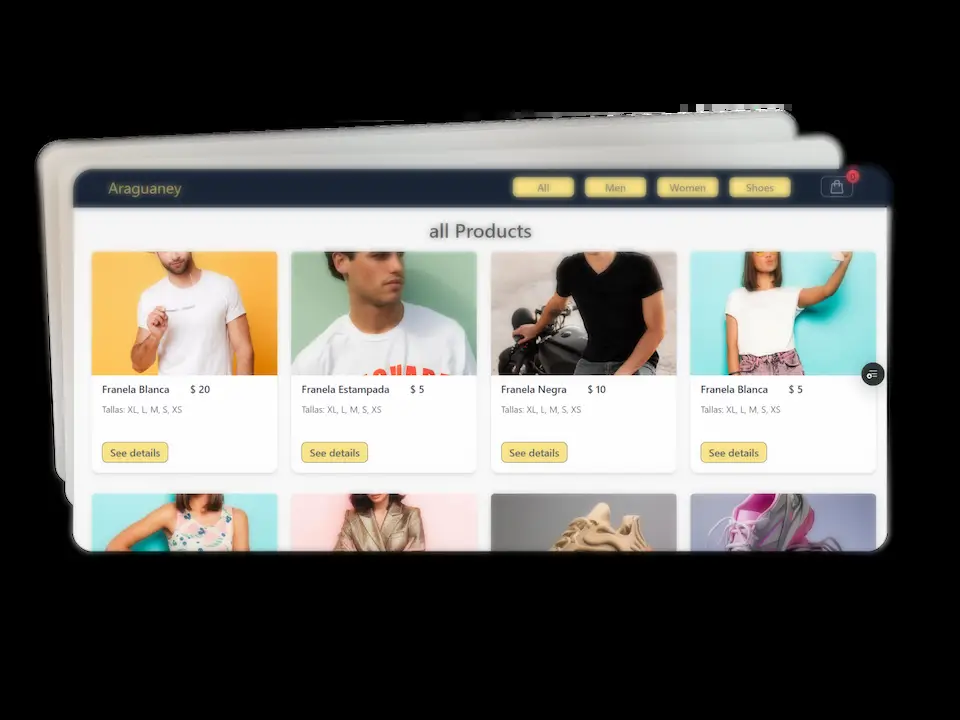 Araguaney
All
Men
Women
Shoes
all Products
Franela Blanca $ 20
Tallas: XL, L, M, S, XS
See details
Franela Estampada $ 5
Tallas: XL, L, M, S, XS
See details
Franela Negra $ 10
Tallas: XL, L, M, S, XS
See details
Franela Blanca $ 5
Tallas: XL, L, M, S, XS
See details